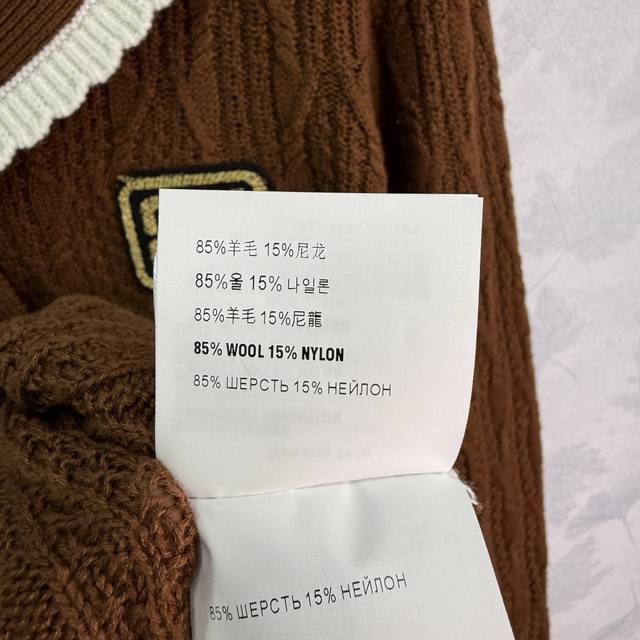 85%羊毛 15%尼龙
85%울 15% 나일론
85%羊毛 15%尼龍
85% WOOL 15% NYLON
85% ШЕРСТЬ 15% НЕЙЛОН
85% ШЕРСТЬ 15% НЕЙЛОН